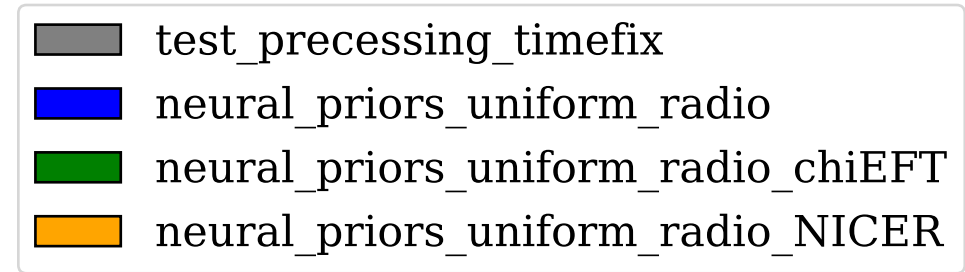 test_precessing_timefix
neural_priors_uniform_radio
neural_priors_uniform_radio_chiEFT
neural_priors_uniform_radio_NICER